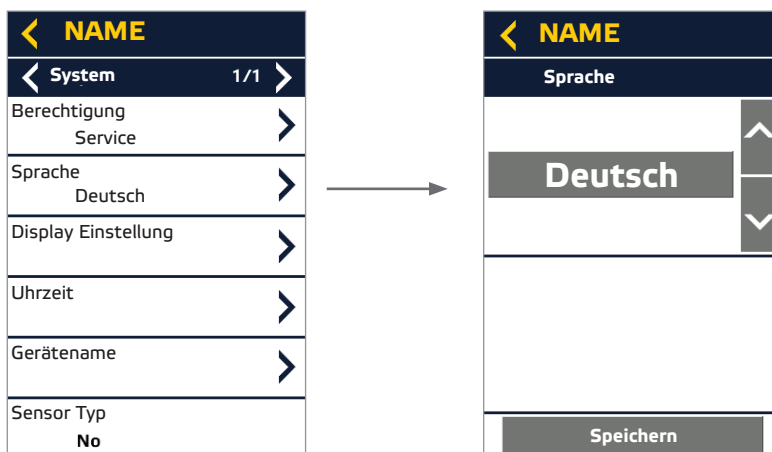 NAME
System 1/1
Berechtigung
Service
Sprache
Deutsch
Display Einstellung
Uhrzeit
Gerätename
Sensor Typ
No
NAME
Sprache
Deutsch
Speichern